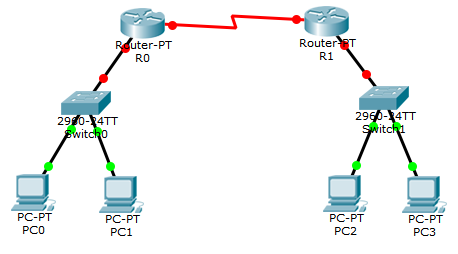 Router-PT
R0
Router-PT
R1
2960-24TT
Switch0
2960-24TT
Switch1
PC-PT
PC0
PC-PT
PC1
PC-PT
PC2
PC-PT
PC3